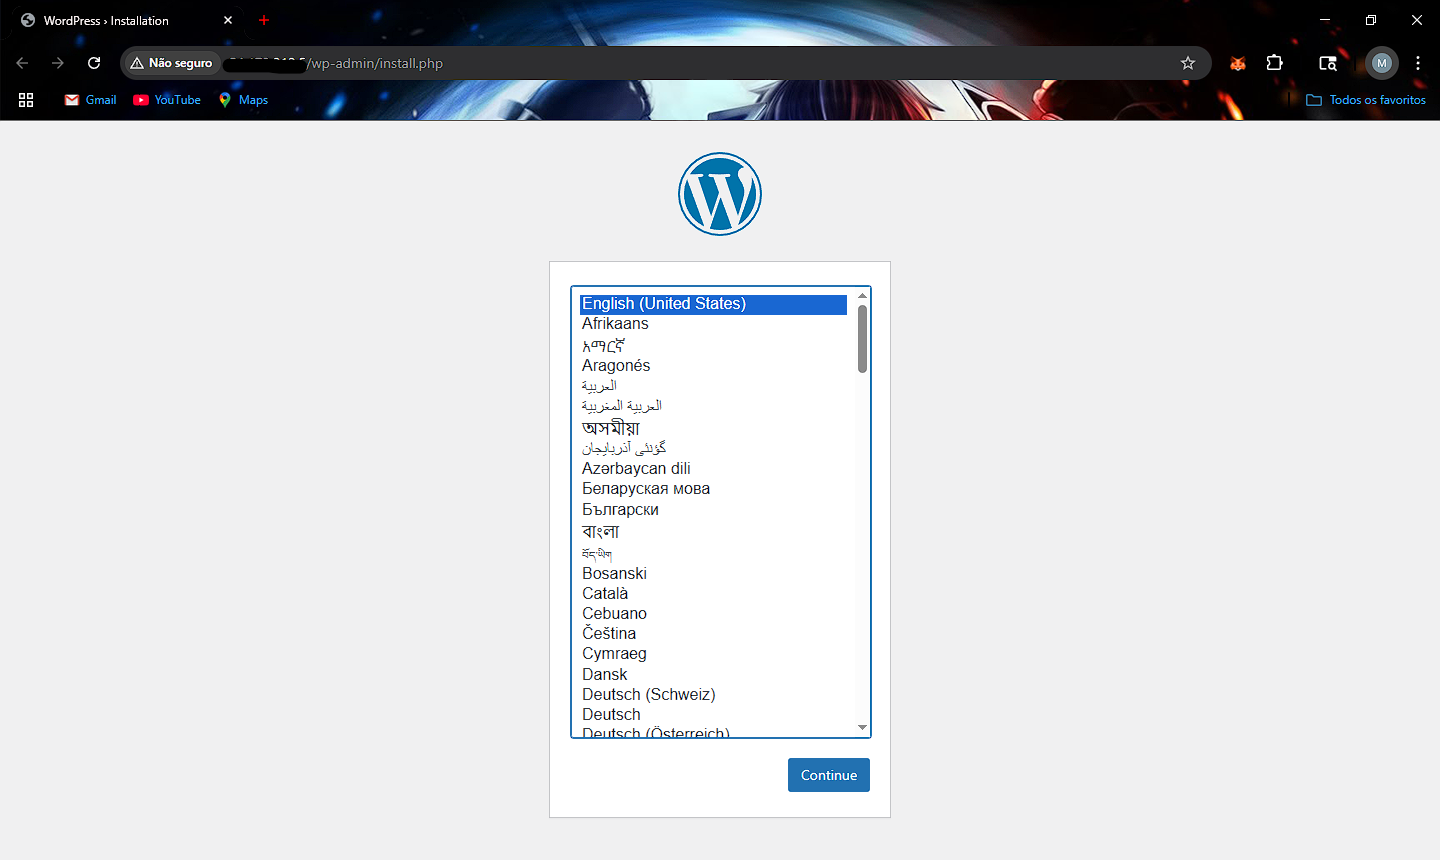 WordPress › Installation
Não seguro
/wp-admin/install.php
M
Gmail
YouTube
Maps
Todos os favoritos
English (United States)
Afrikaans
አማርኛ
Aragonés
العربية
العربية المغربية
অসমীয়া
گؤنئی آذربایجان
Azərbaycan dili
Беларуская мова
Български
বাংলা
བོད་ཡིག
Bosanski
Català
Cebuano
Čeština
Cymraeg
Dansk
Deutsch (Schweiz)
Deutsch
Deutsch (Österreich)
Continue